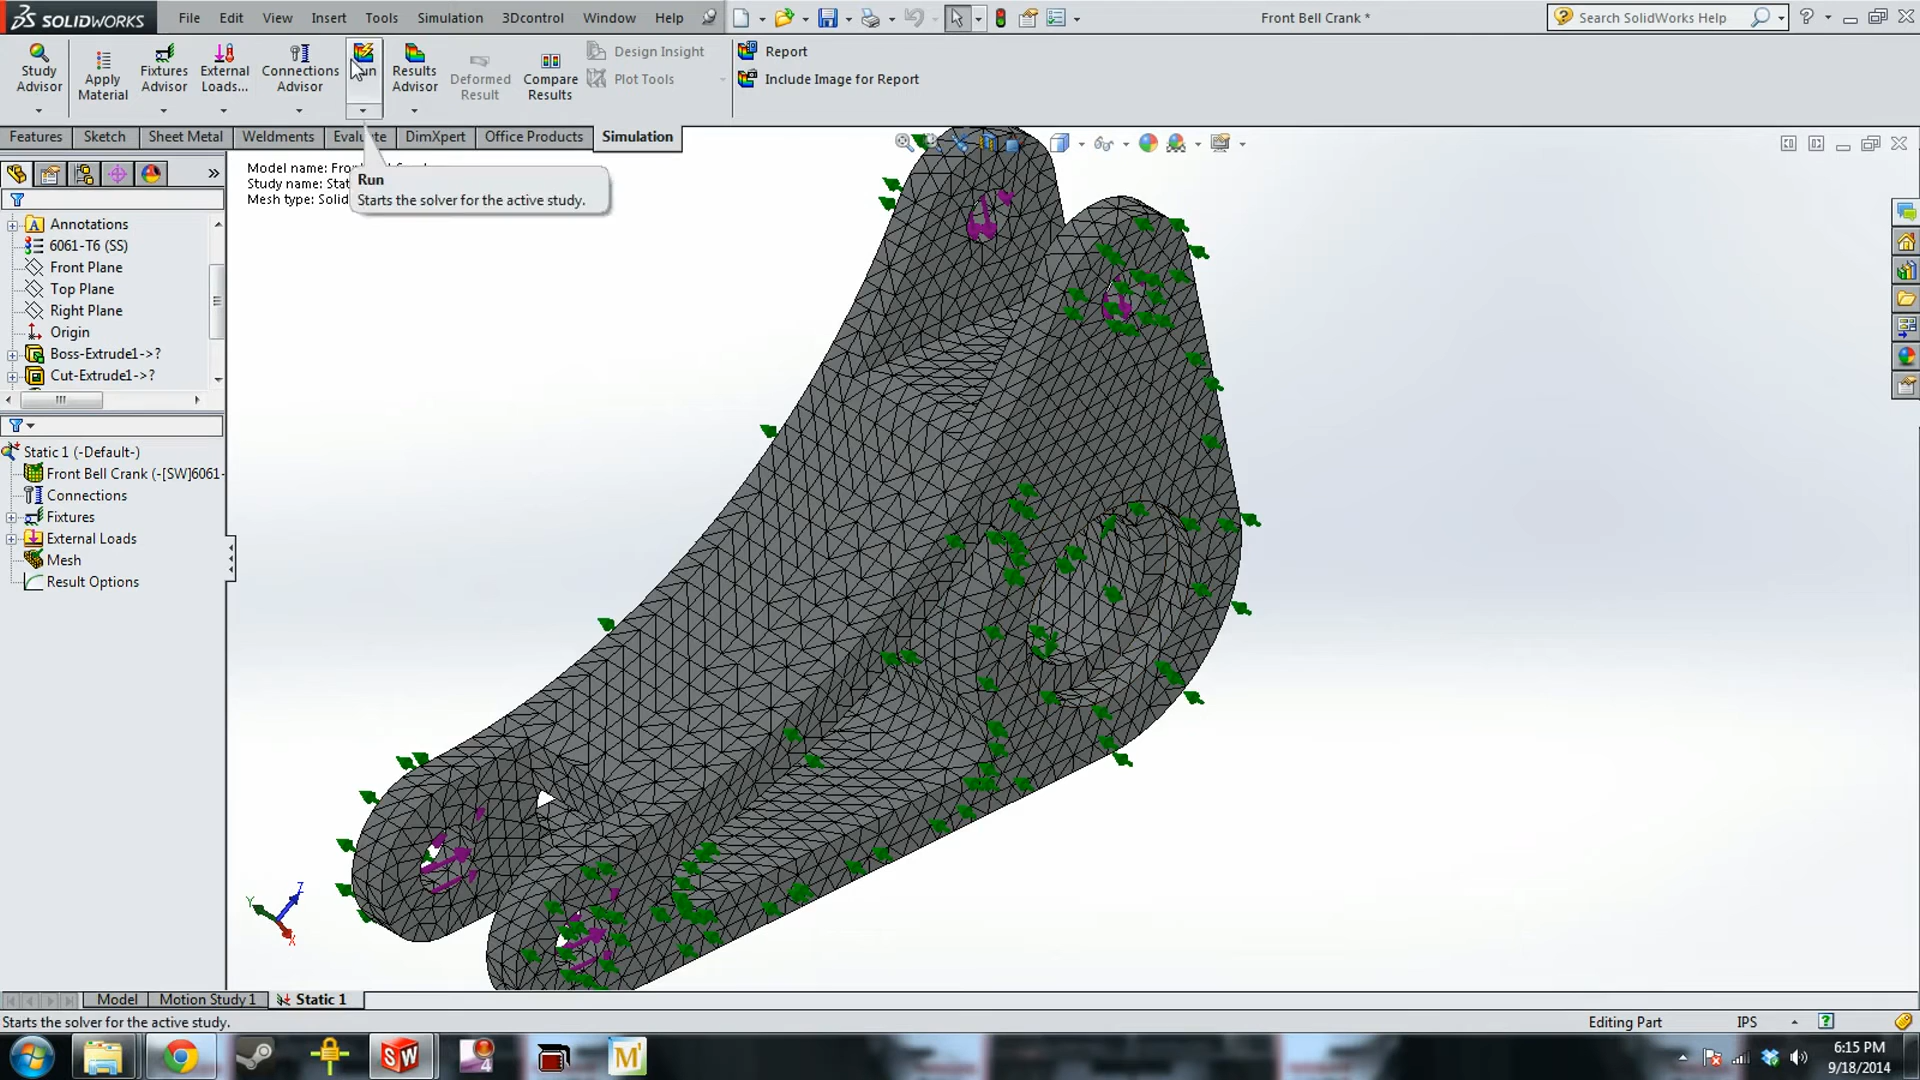 SOLIDWORKS File Edit View Insert Tools Simulation 3Dcontrol Window Help Front Bell Crank * Search SolidWorks Help
Study Advisor
Apply Material
Fixtures Advisor
External Loads...
Connections Advisor
Run
Results Advisor
Deformed Result
Compare Results
Design Insight
Plot Tools
Report
Include Image for Report
Features Sketch Sheet Metal Weldments Evaluate DimXpert Office Products Simulation
Model name: Fro
Study name: Stat
Mesh type: Solid
Run
Starts the solver for the active study.
Annotations
6061-T6 (SS)
Front Plane
Top Plane
Right Plane
Origin
Boss-Extrude1->?
Cut-Extrude1->?
Static 1 (-Default-)
Front Bell Crank (-[SW]6061-
Connections
Fixtures
External Loads
Mesh
Result Options
Z
Y
X
Model Motion Study 1 Static 1
Starts the solver for the active study. Editing Part IPS
SW 4 M
6:15 PM
9/18/2014